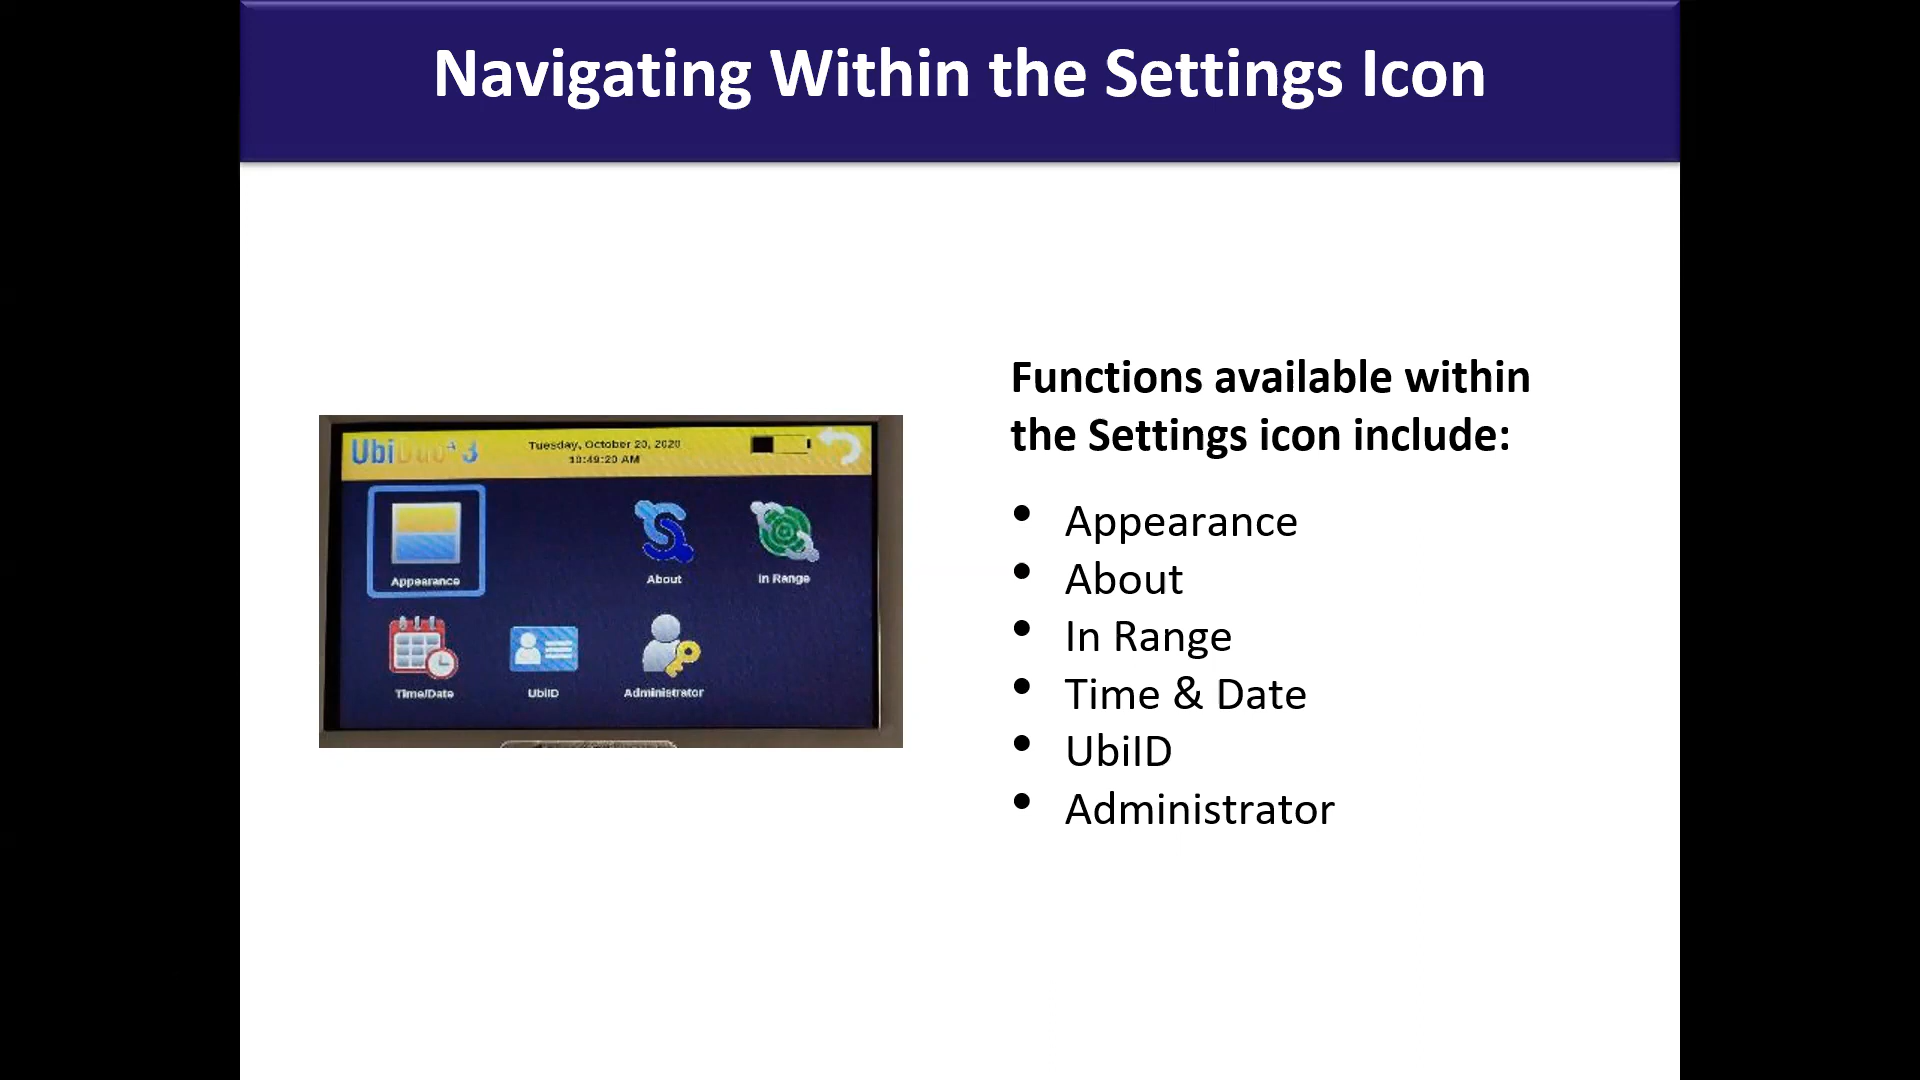 Navigating Within the Settings Icon
UbiDuo 3
Tuesday, October 20, 2020
10:49:20 AM
Appearance
About
In Range
Time/Date
UbiID
Administrator
Functions available within
the Settings icon include:
• Appearance
• About
• In Range
• Time & Date
• UbiID
• Administrator